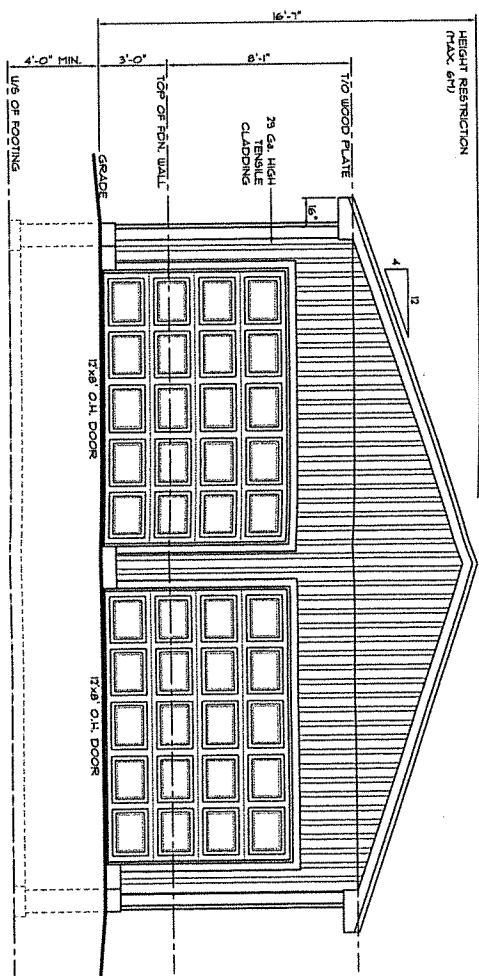 HEIGHT RESTRICTION
(MAX. 6M)
16'-7"
T/O WOOD PLATE
8'-1"
TOP OF FDN. WALL
3'-0"
GRADE
4'-0" MIN.
U/S OF FOOTING
29 Ga. HIGH
TENSILE
CLADDING
16"
4
12
12'x8' O.H. DOOR
12'x8' O.H. DOOR